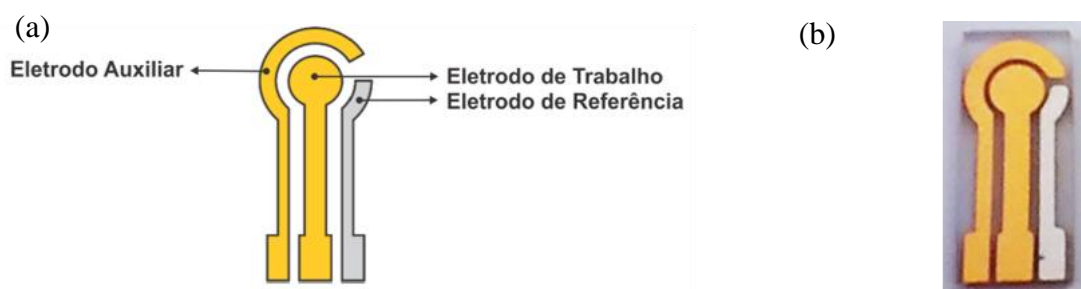 (a)
(b)
Eletrodo Auxiliar
Eletrodo de Trabalho
Eletrodo de Referência